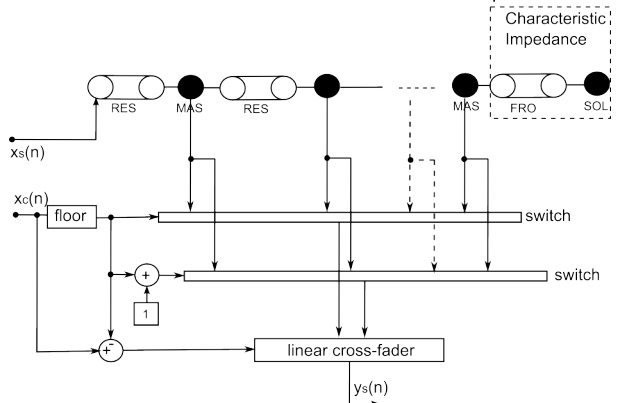 Characteristic
Impedance
RES
MAS
RES
MAS
FRO
SOL
xs(n)
xc(n)
floor
switch
+
switch
1
+
-
linear cross-fader
ys(n)